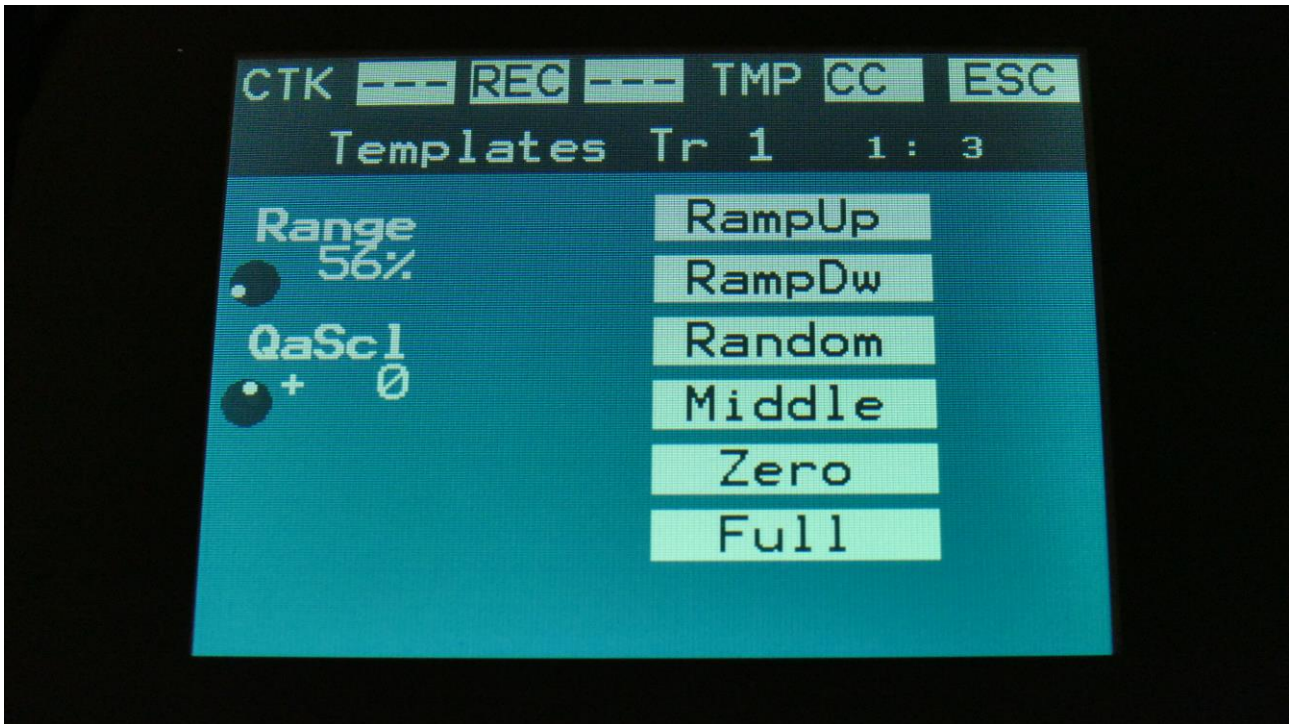 CTK --- REC --- TMP CC ESC
Templates Tr 1 1: 3
Range
56%
QaScl
+ 0
RampUp
RampDw
Random
Middle
Zero
Full